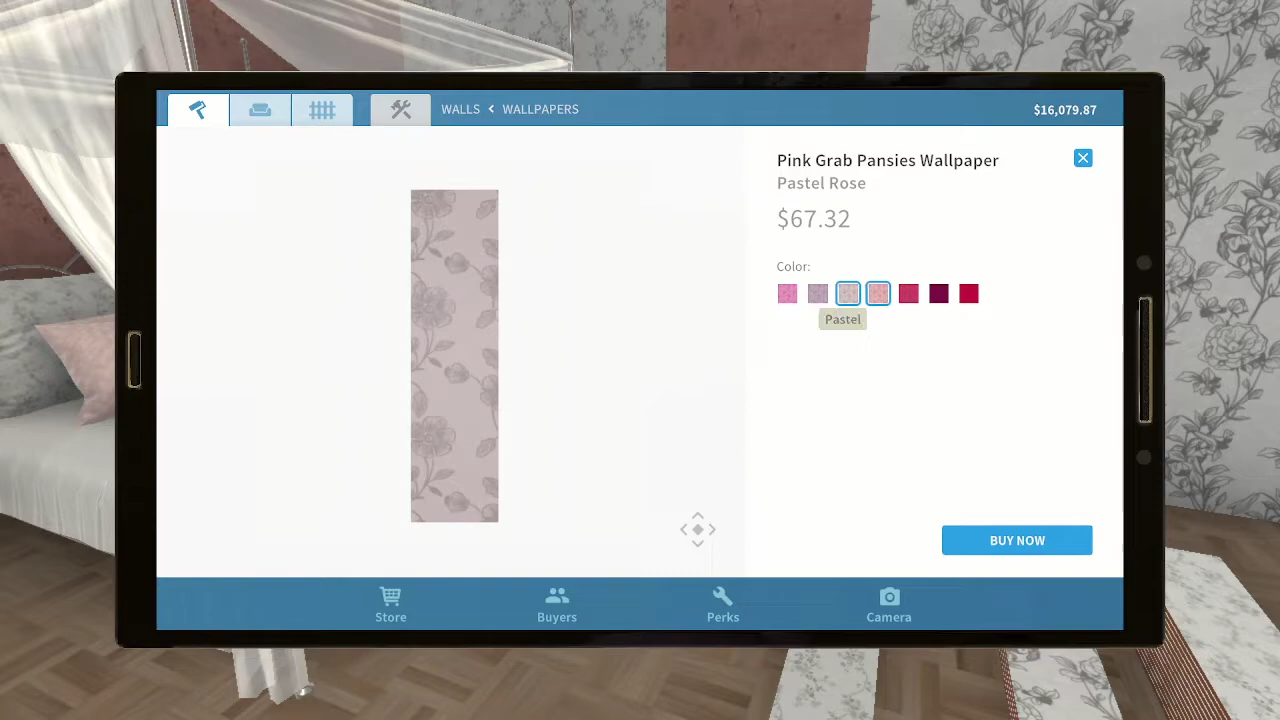 WALLS < WALLPAPERS
$16,079.87
Pink Grab Pansies Wallpaper
Pastel Rose
$67.32
Color:
Pastel
BUY NOW
Store
Buyers
Perks
Camera